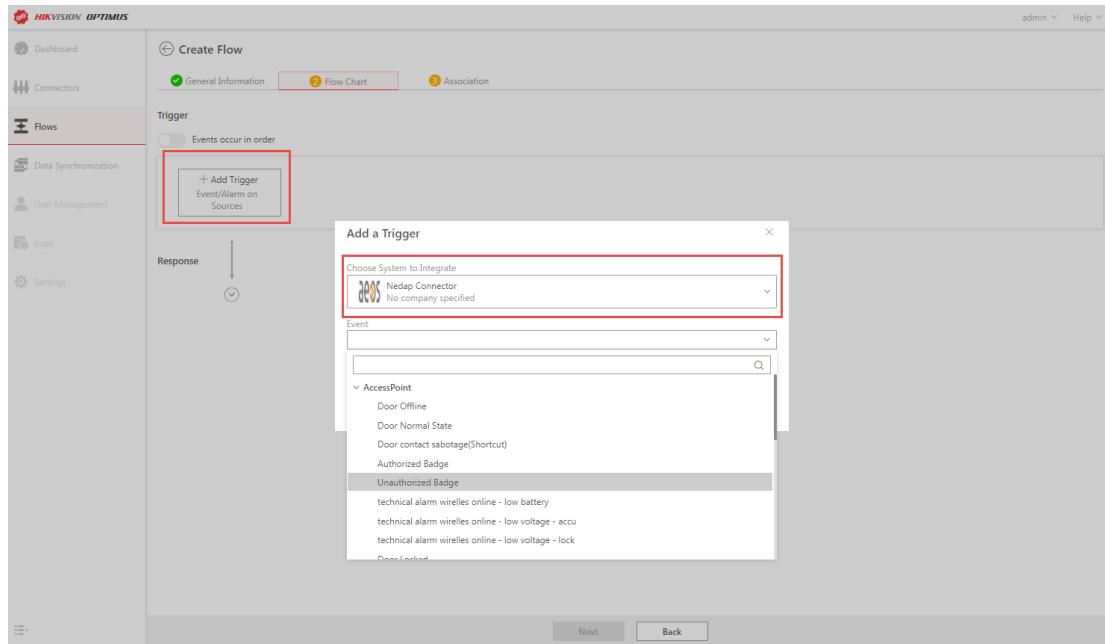 HIKVISION OPTIMUS
admin
Help
Dashboard
Create Flow
General Information
2 Flow Chart
3 Association
Connectors
Flows
Trigger
Events occur in order
Data Synchronization
+ Add Trigger
Event/Alarm on
Sources
User Management
Logs
Settings
Response
Add a Trigger
Choose System to Integrate
aeos
Nedap Connector
No company specified
Event
AccessPoint
Door Offline
Door Normal State
Door contact sabotage(Shortcut)
Authorized Badge
Unauthorized Badge
technical alarm wirelles online - low battery
technical alarm wirelles online - low voltage - accu
technical alarm wirelles online - low voltage - lock
Door Locked
Next
Back